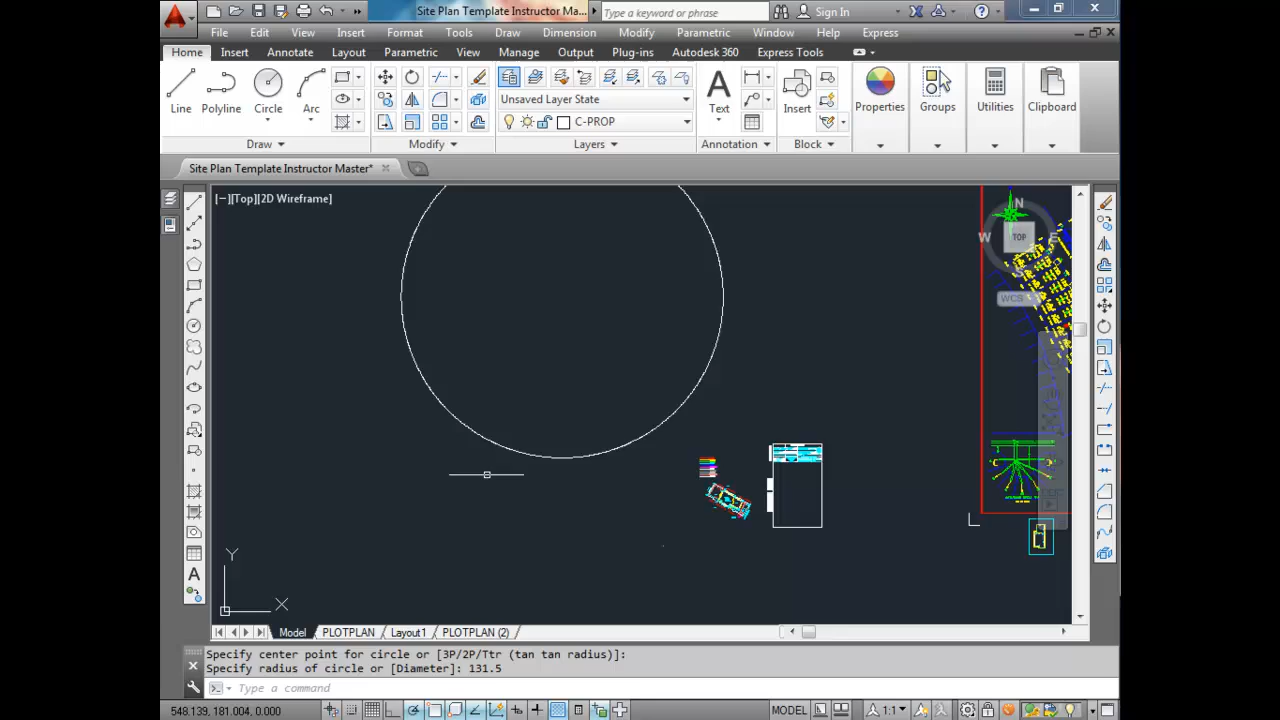 Site Plan Template Instructor Ma...
Type a keyword or phrase
Sign In
File Edit View Insert Format Tools Draw Dimension Modify Parametric Window Help Express
Home Insert Annotate Layout Parametric View Manage Output Plug-ins Autodesk 360 Express Tools
Unsaved Layer State
Line Polyline Circle Arc Text Insert Properties Groups Utilities Clipboard
C-PROP
Draw Modify Layers Annotation Block
Site Plan Template Instructor Master*
[−][Top][2D Wireframe]
N
W TOP E
S
WCS
Y
X
Model PLOTPLAN Layout1 PLOTPLAN (2)
Specify center point for circle or [3P/2P/Ttr (tan tan radius)]:
Specify radius of circle or [Diameter]: 131.5
Type a command
548.139, 181.004, 0.000 MODEL 1:1